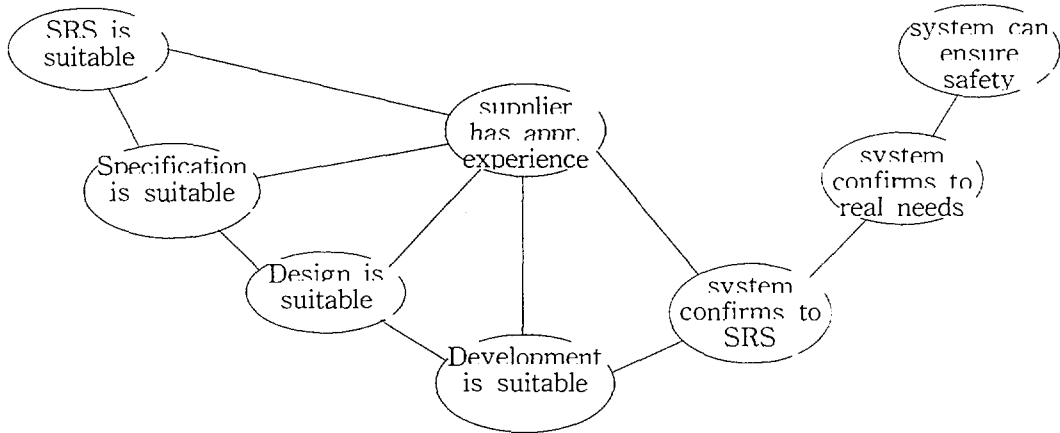 SRS is
suitable
system can
ensure
safety
supplier
has appr.
experience
Specification
is suitable
system
confirms to
real needs
Design is
suitable
system
confirms to
SRS
Development
is suitable